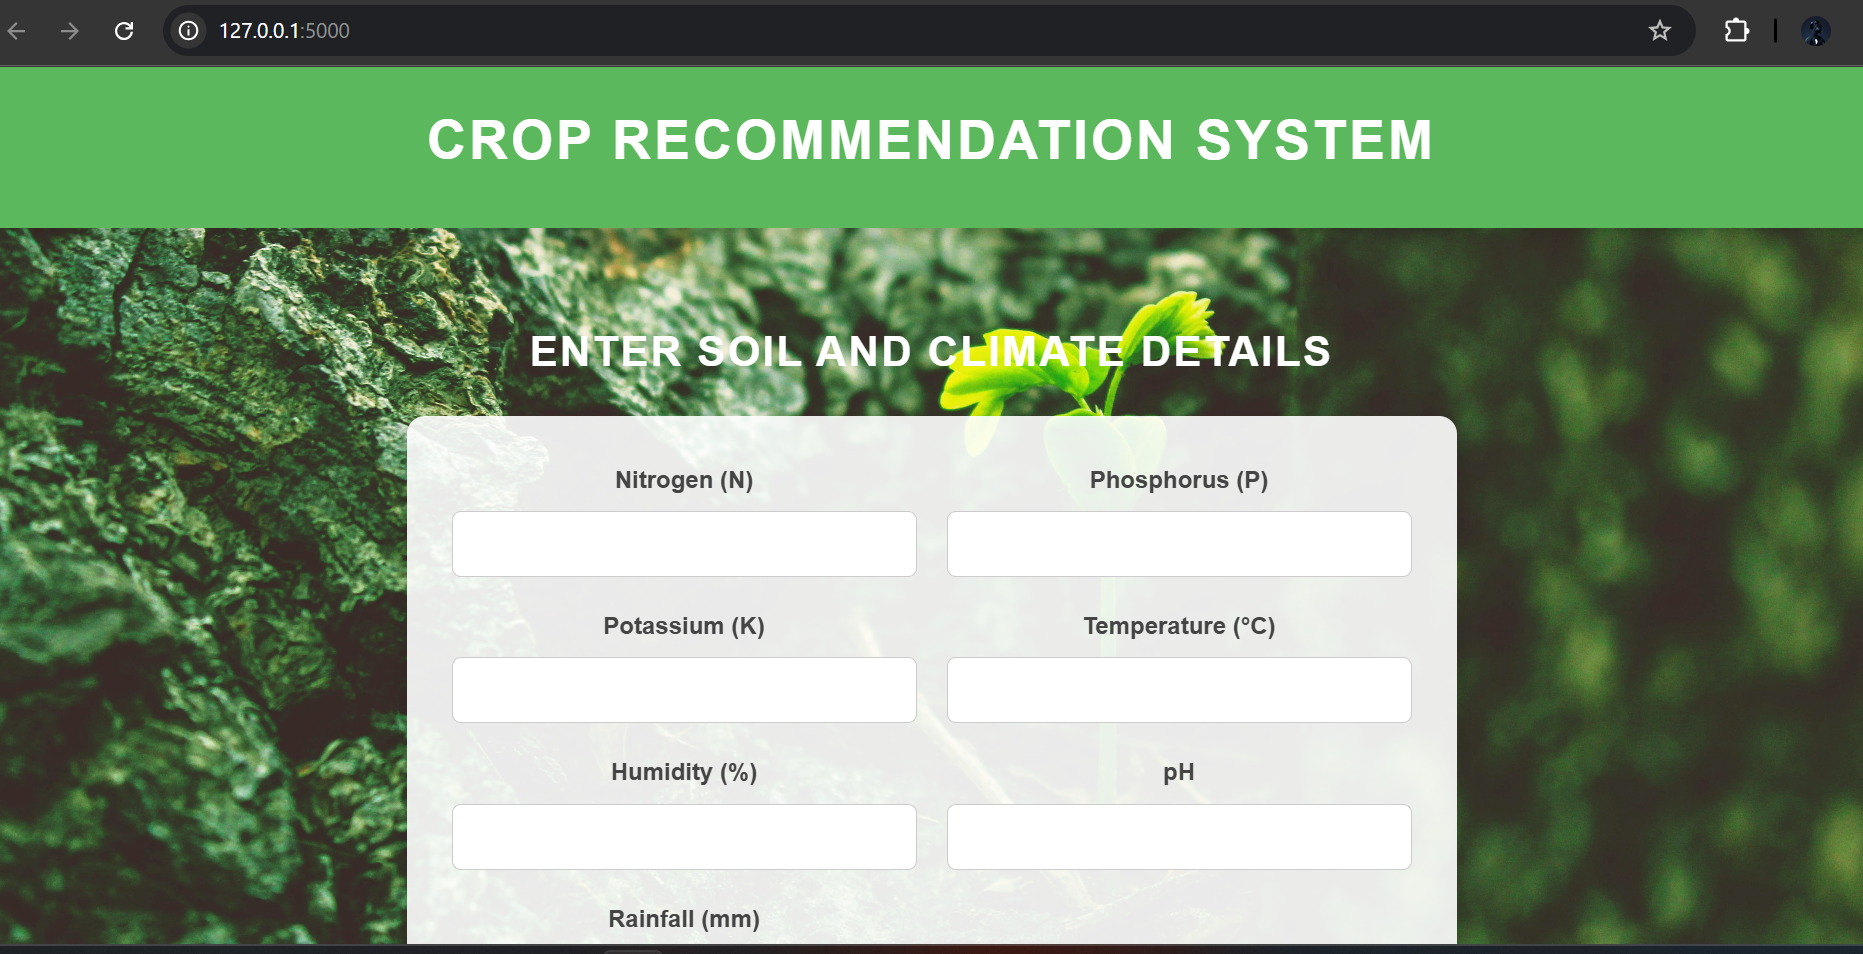 127.0.0.1:5000
CROP RECOMMENDATION SYSTEM
ENTER SOIL AND CLIMATE DETAILS
Nitrogen (N)
Phosphorus (P)
Potassium (K)
Temperature (°C)
Humidity (%)
pH
Rainfall (mm)